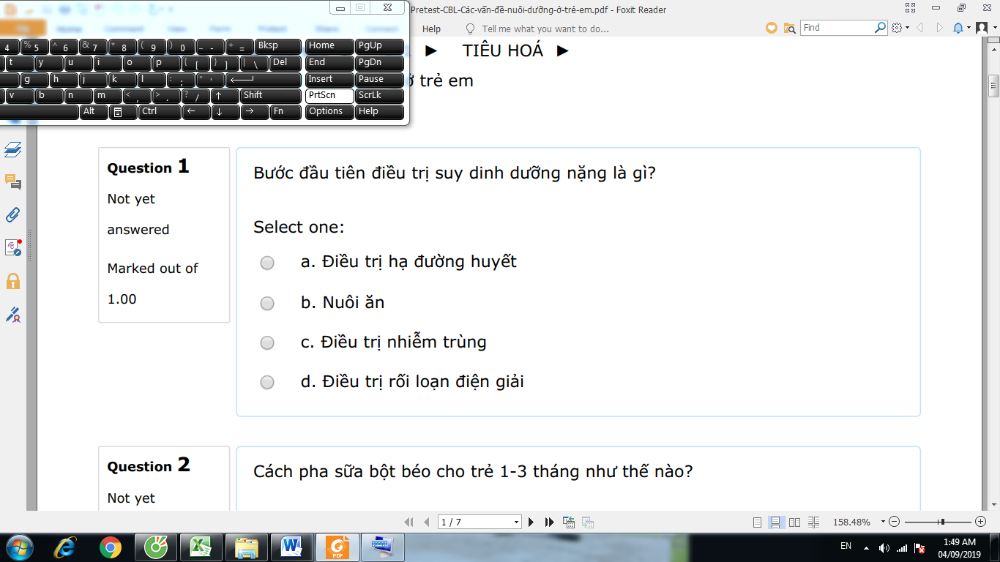 Pretest-CBL-Các-vấn-đề-nuôi-dưỡng-ở-trẻ-em.pdf - Foxit Reader
Help Tell me what you want to do... Find
4 % 5 ^ 6 & 7 * 8 ( 9 ) 0 _ - + = Bksp Home PgUp
t y u i o p { [ } ] | \ Del End PgDn
g h j k l : ; " ' Insert Pause
v b n m < , > . ? / ↑ Shift PrtScn ScrLk
Alt Ctrl ← ↓ → Fn Options Help
► TIÊU HOÁ ►
ở trẻ em
Question 1
Not yet
answered
Marked out of
1.00
Bước đầu tiên điều trị suy dinh dưỡng nặng là gì?
Select one:
a. Điều trị hạ đường huyết
b. Nuôi ăn
c. Điều trị nhiễm trùng
d. Điều trị rối loạn điện giải
Question 2
Not yet
Cách pha sữa bột béo cho trẻ 1-3 tháng như thế nào?
1 / 7 158.48%
EN 1:49 AM
04/09/2019